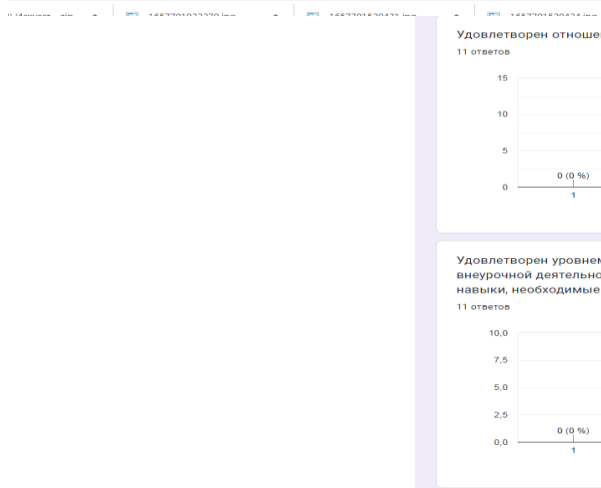 Удовлетворен отноше
11 ответов
15
10
5
0 (0 %)
0
1
Удовлетворен уровнем
внеурочной деятельно
навыки, необходимые
11 ответов
10,0
7,5
5,0
2,5
0 (0 %)
0,0
1